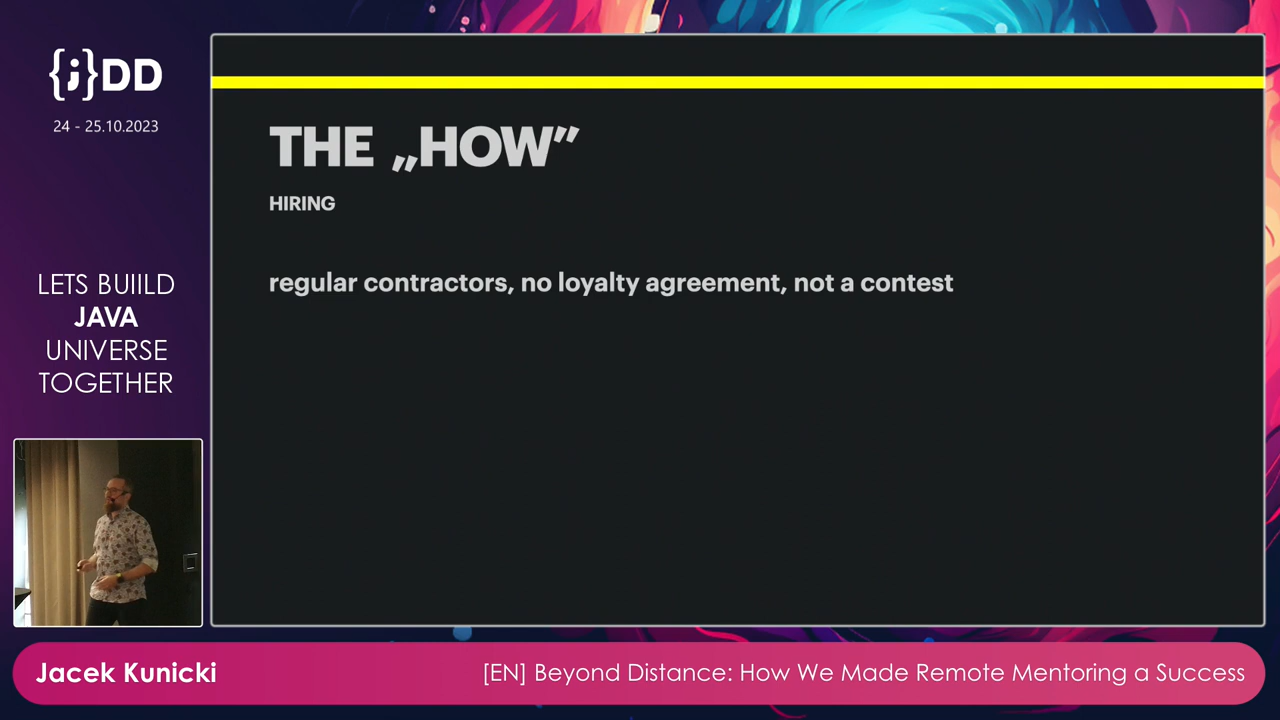 {j}DD
24 - 25.10.2023
LETS BUIILD
JAVA
UNIVERSE
TOGETHER
THE „HOW”
HIRING
regular contractors, no loyalty agreement, not a contest
Jacek Kunicki
[EN] Beyond Distance: How We Made Remote Mentoring a Success